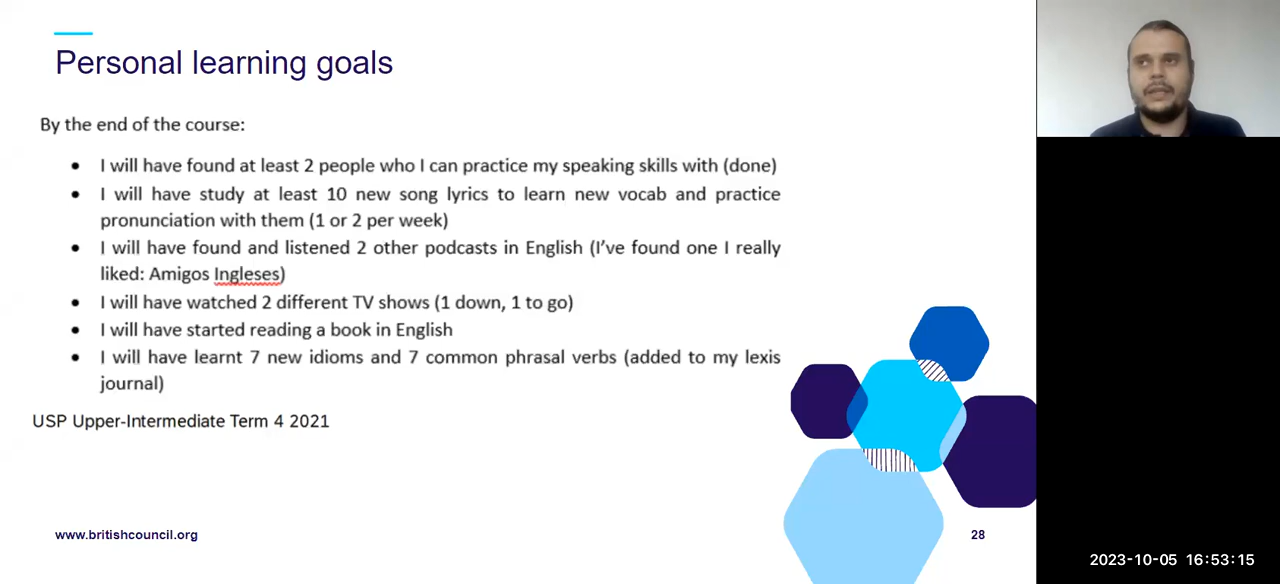 Personal learning goals
By the end of the course:
• I will have found at least 2 people who I can practice my speaking skills with (done)
• I will have study at least 10 new song lyrics to learn new vocab and practice
pronunciation with them (1 or 2 per week)
• I will have found and listened 2 other podcasts in English (I've found one I really
liked: Amigos Ingleses)
• I will have watched 2 different TV shows (1 down, 1 to go)
• I will have started reading a book in English
• I will have learnt 7 new idioms and 7 common phrasal verbs (added to my lexis
journal)
USP Upper-Intermediate Term 4 2021
www.britishcouncil.org
28
2023-10-05 16:53:15